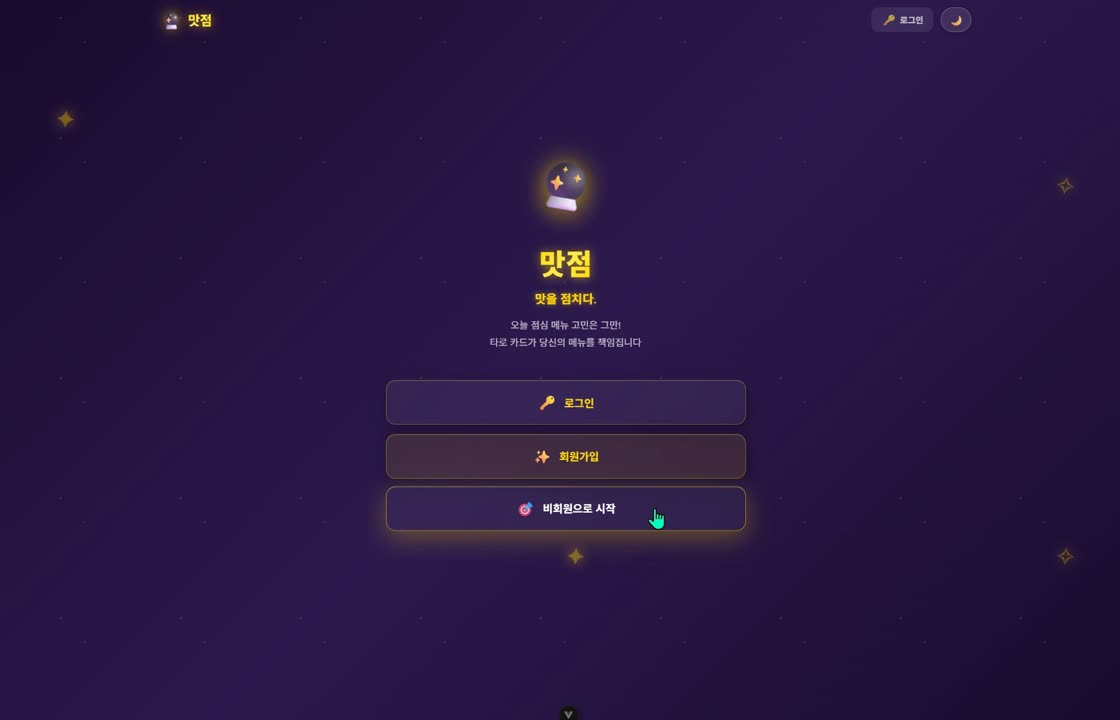 맛점
로그인
맛점
맛을 점치다.
오늘 점심 메뉴 고민은 그만!
타로 카드가 당신의 메뉴를 책임집니다
로그인
회원가입
비회원으로 시작